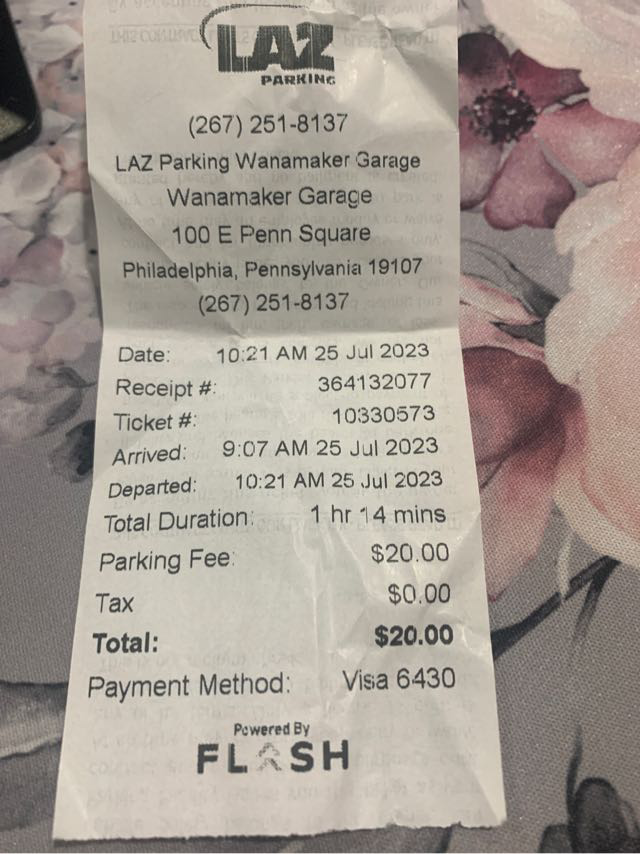 LAZ
PARKING
(267) 251-8137
LAZ Parking Wanamaker Garage
Wanamaker Garage
100 E Penn Square
Philadelphia, Pennsylvania 19107
(267) 251-8137
Date: 10:21 AM 25 Jul 2023
Receipt #: 364132077
Ticket #: 10330573
Arrived: 9:07 AM 25 Jul 2023
Departed: 10:21 AM 25 Jul 2023
Total Duration: 1 hr 14 mins
Parking Fee: $20.00
Tax $0.00
Total: $20.00
Payment Method: Visa 6430
Powered By
FLASH